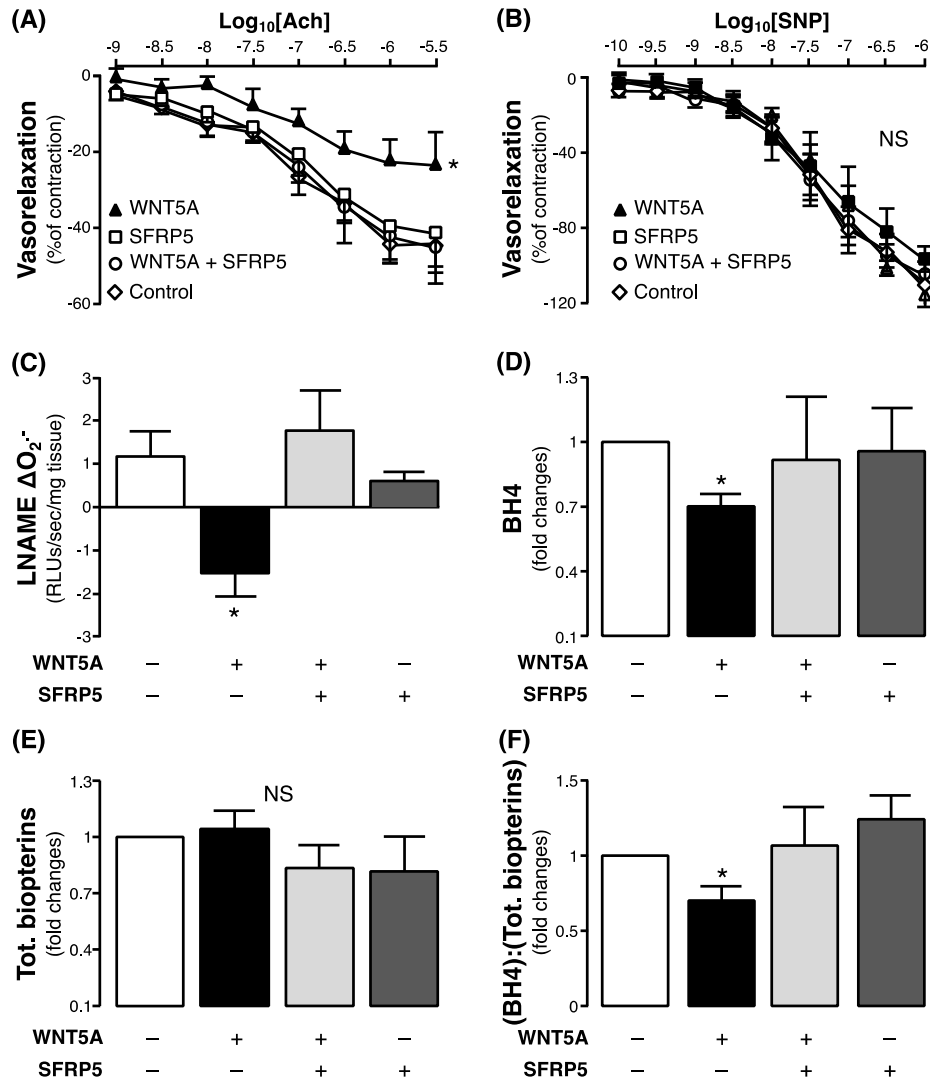 (A)
Log10[Ach]
-9 -8.5 -8 -7.5 -7 -6.5 -6 -5.5
0
-20
-40
-60
Vasorelaxation
(% of contraction)
*
WNT5A
SFRP5
WNT5A + SFRP5
Control
(B)
Log10[SNP]
-10 -9.5 -9 -8.5 -8 -7.5 -7 -6.5 -6
0
-40
-80
-120
Vasorelaxation
(% of contraction)
NS
WNT5A
SFRP5
WNT5A + SFRP5
Control
(C)
3
2
1
0
-1
-2
-3
LNAME ΔO2·-
(RLUs/sec/mg tissue)
*
WNT5A – + + –
SFRP5 – – + +
(D)
1.3
1
0.7
0.4
0.1
BH4
(fold changes)
*
WNT5A – + + –
SFRP5 – – + +
(E)
1.3
1
0.7
0.4
0.1
Tot. biopterins
(fold changes)
NS
WNT5A – + + –
SFRP5 – – + +
(F)
1.5
1
0.5
0
(BH4):(Tot. biopterins)
(fold changes)
*
WNT5A – + + –
SFRP5 – – + +